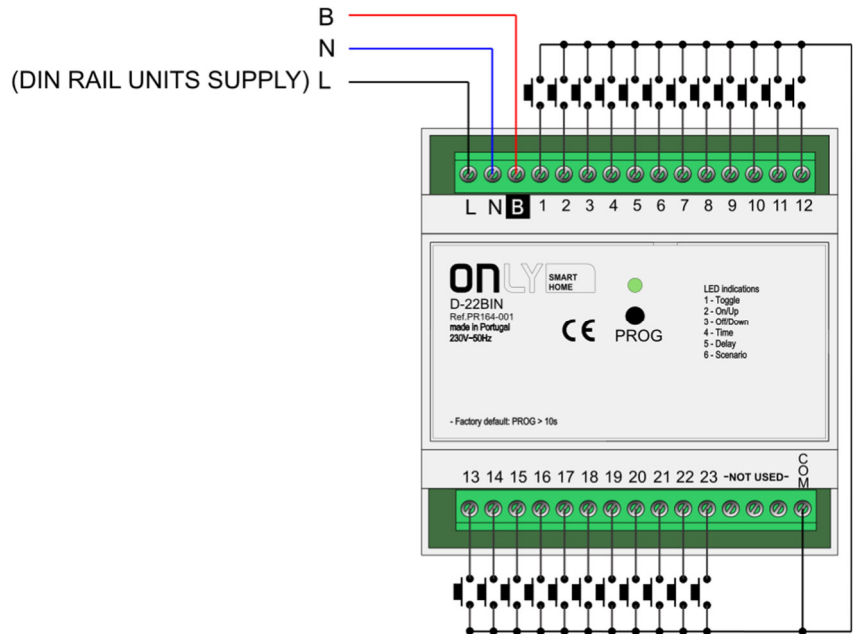 B
N
(DIN RAIL UNITS SUPPLY) L
L N B 1 2 3 4 5 6 7 8 9 10 11 12
ONLY SMART HOME
D-22BIN
Ref.PR164-001
made in Portugal
230V~50Hz
CE
PROG
LED indications
1 - Toggle
2 - On/Up
3 - Off/Down
4 - Time
5 - Delay
6 - Scenario
- Factory default: PROG > 10s
13 14 15 16 17 18 19 20 21 22 23 -NOT USED- COM